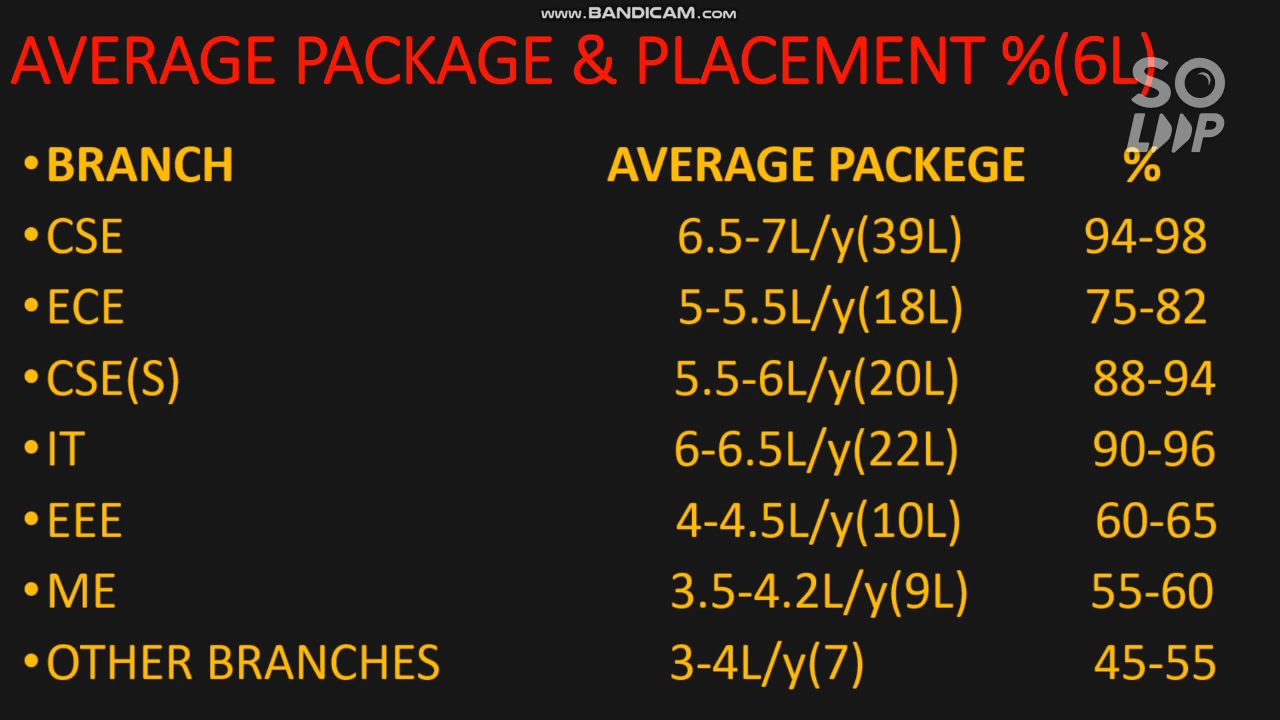 www.BANDICAM.com
AVERAGE PACKAGE & PLACEMENT %(6L)
SO
LOOP
•BRANCH AVERAGE PACKEGE %
•CSE 6.5-7L/y(39L) 94-98
•ECE 5-5.5L/y(18L) 75-82
•CSE(S) 5.5-6L/y(20L) 88-94
•IT 6-6.5L/y(22L) 90-96
•EEE 4-4.5L/y(10L) 60-65
•ME 3.5-4.2L/y(9L) 55-60
•OTHER BRANCHES 3-4L/y(7) 45-55